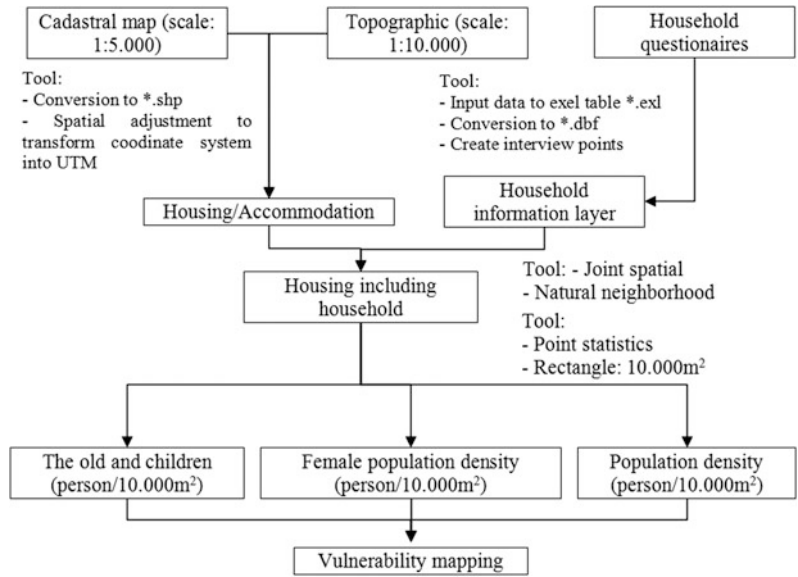 Cadastral map (scale:
1:5.000)
Topographic (scale:
1:10.000)
Household
questionaires
Tool:
- Conversion to *.shp
- Spatial adjustment to
transform coodinate system
into UTM
Tool:
- Input data to exel table *.exl
- Conversion to *.dbf
- Create interview points
Housing/Accommodation
Household
information layer
Housing including
household
Tool: - Joint spatial
- Natural neighborhood
Tool:
- Point statistics
- Rectangle: 10.000m²
The old and children
(person/10.000m²)
Female population density
(person/10.000m²)
Population density
(person/10.000m²)
Vulnerability mapping